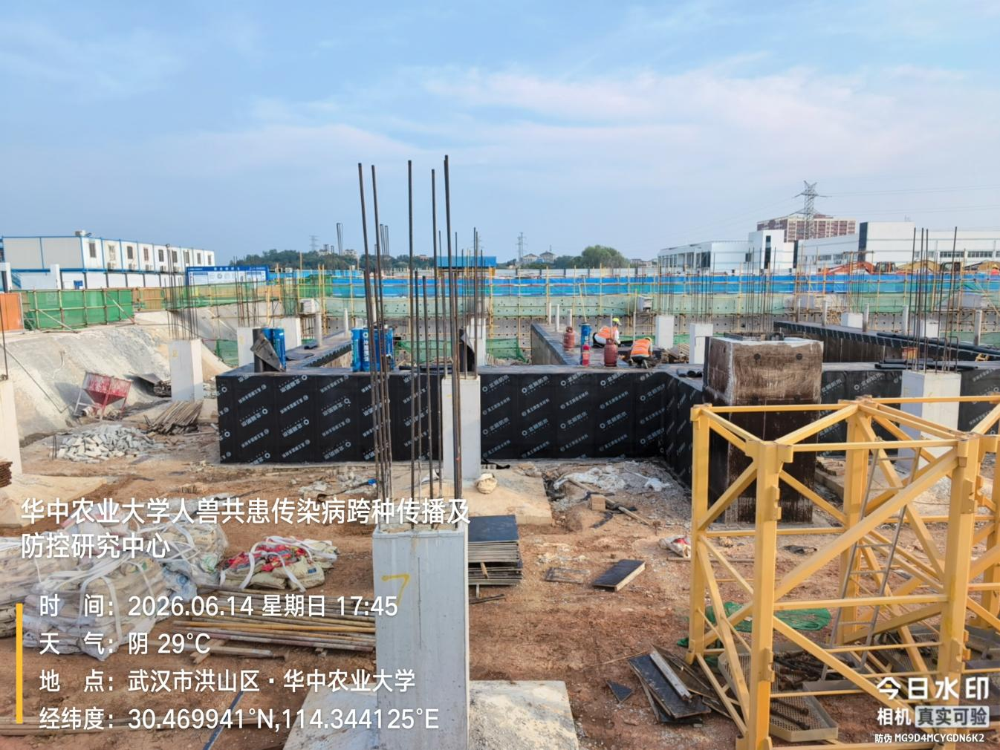 华中农业大学人兽共患传染病跨种传播及
防控研究中心
时 间：2026.06.14 星期日 17:45
天 气：阴 29°C
地 点：武汉市洪山区·华中农业大学
经纬度：30.469941°N,114.344125°E
今日水印
相机 真实可验
防伪 MG9D4MCYGDN6K2
7